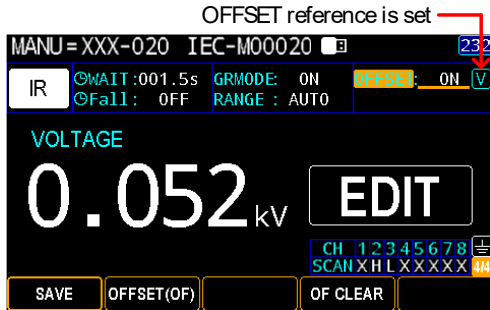 OFFSET reference is set
MANU=XXX-020 IEC-M00020 232
IR WAIT:001.5s GRMODE: ON OFFSET: ON V
Fall: OFF RANGE : AUTO
VOLTAGE
0.052 kV EDIT
CH 1 2 3 4 5 6 7 8
SCAN X H L X X X X X 4/4
SAVE OFFSET(OF) OF CLEAR